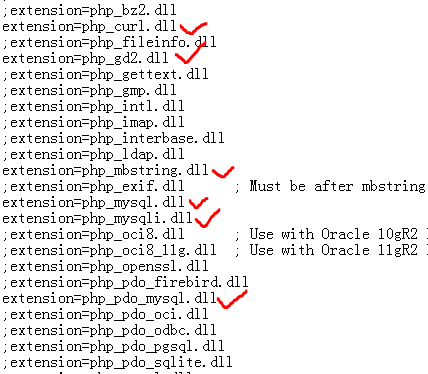 ;extension=php_bz2.dll
extension=php_curl.dll
;extension=php_fileinfo.dll
extension=php_gd2.dll
;extension=php_gettext.dll
;extension=php_gmp.dll
;extension=php_intl.dll
;extension=php_imap.dll
;extension=php_interbase.dll
;extension=php_ldap.dll
extension=php_mbstring.dll
;extension=php_exif.dll ; Must be after mbstring
extension=php_mysql.dll
extension=php_mysqli.dll
;extension=php_oci8.dll ; Use with Oracle 10gR2
;extension=php_oci8_11g.dll ; Use with Oracle 11gR2
;extension=php_openssl.dll
;extension=php_pdo_firebird.dll
extension=php_pdo_mysql.dll
;extension=php_pdo_oci.dll
;extension=php_pdo_odbc.dll
;extension=php_pdo_pgsql.dll
;extension=php_pdo_sqlite.dll